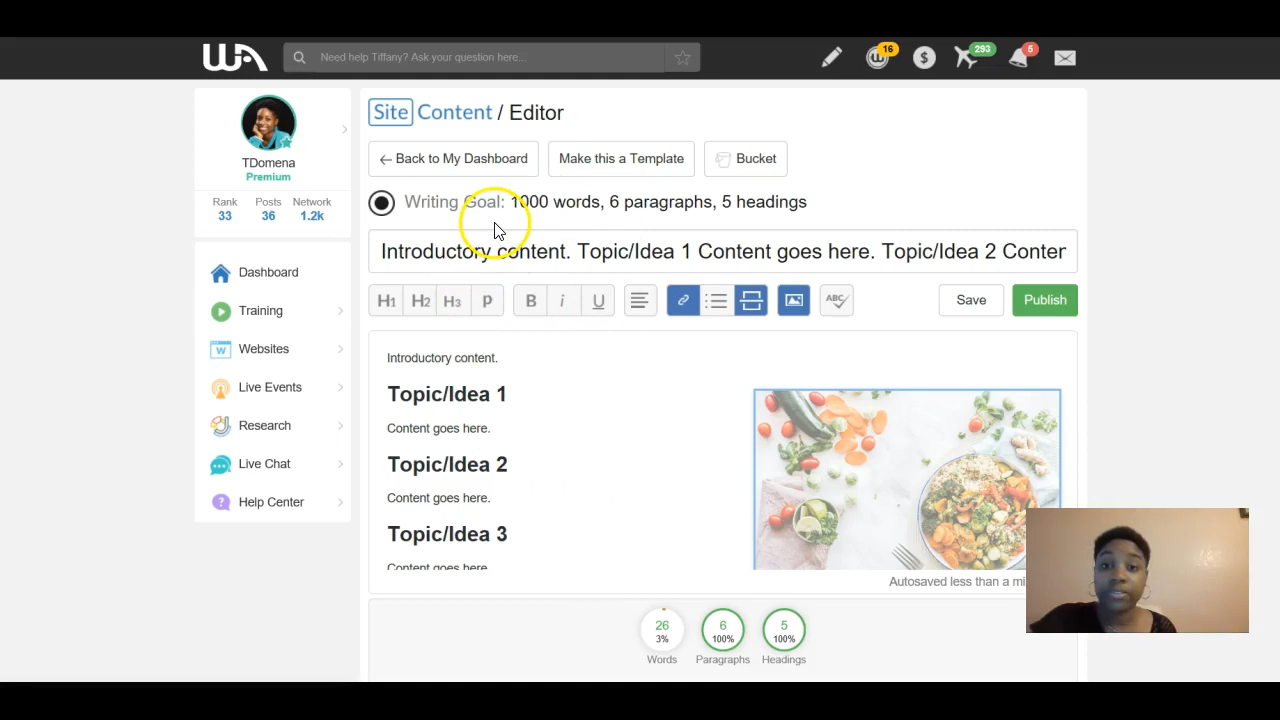 WA
Need help Tiffany? Ask your question here...
16
$
293
5
TDomena
Premium
Rank Posts Network
33 36 1.2k
Dashboard
Training
Websites
Live Events
Research
Live Chat
Help Center
Site Content / Editor
← Back to My Dashboard
Make this a Template
Bucket
Writing Goal: 1000 words, 6 paragraphs, 5 headings
Introductory content. Topic/Idea 1 Content goes here. Topic/Idea 2 Conter
H1 H2 H3 p B i U ABC Save Publish
Introductory content.
Topic/Idea 1
Content goes here.
Topic/Idea 2
Content goes here.
Topic/Idea 3
Content goes here
Autosaved less than a mi
26 6 5
3% 100% 100%
Words Paragraphs Headings